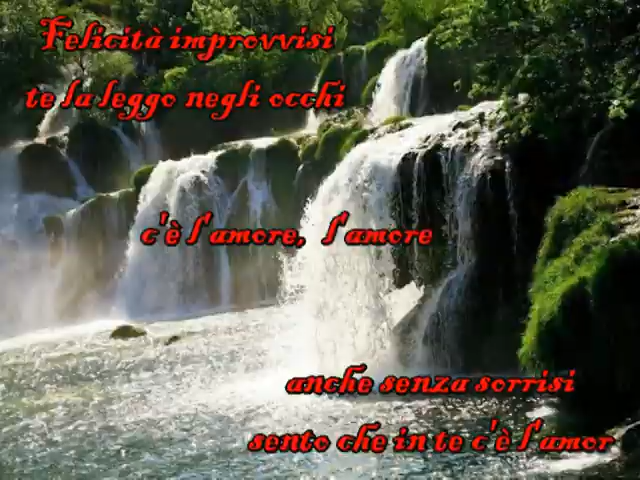 Felicità improvvisi
te la leggo negli occhi
c'è l'amore, l'amore
anche senza sorrisi
sento che in te c'è l'amor